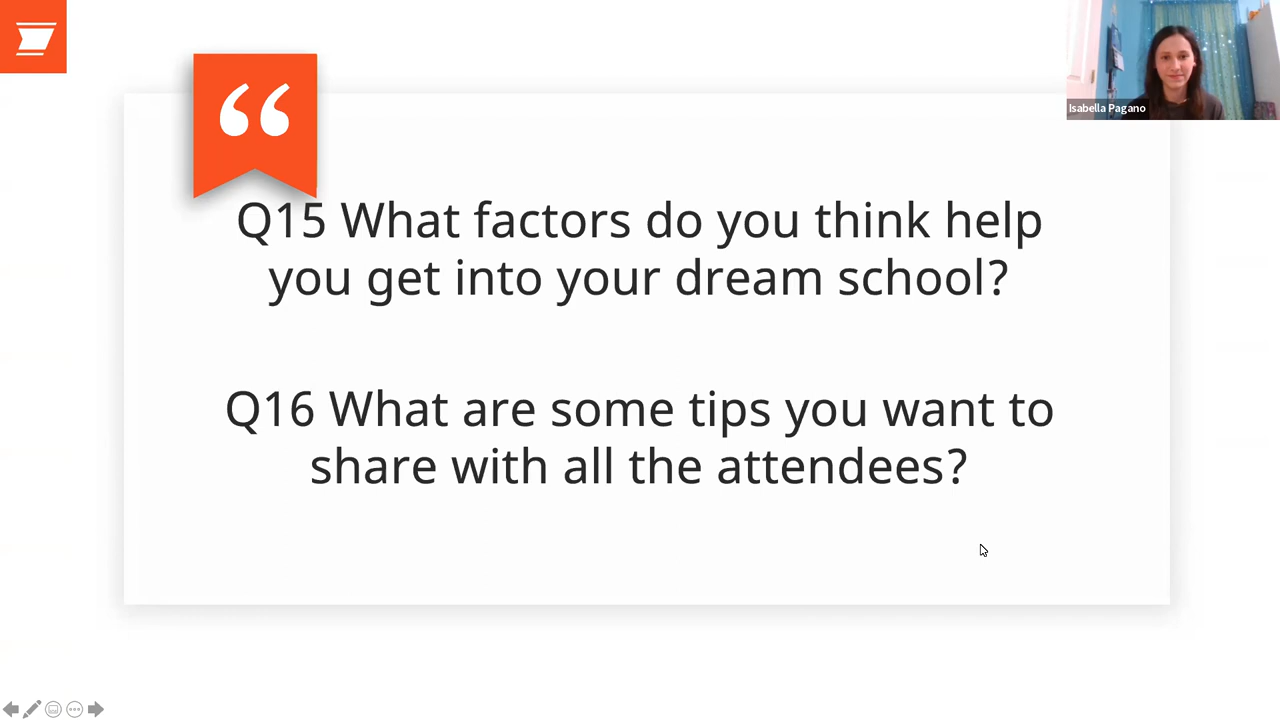 Isabella Pagano
Q15 What factors do you think help
you get into your dream school?
Q16 What are some tips you want to
share with all the attendees?